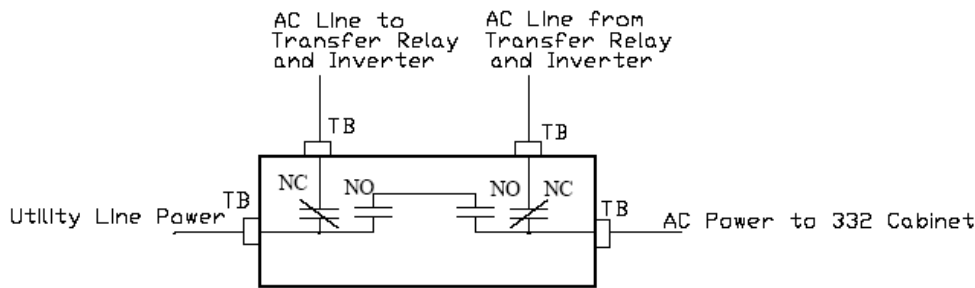 AC Line to
Transfer Relay
and Inverter
AC Line from
Transfer Relay
and Inverter
TB
TB
NC
NO
NO
NC
TB
TB
Utility Line Power
AC Power to 332 Cabinet